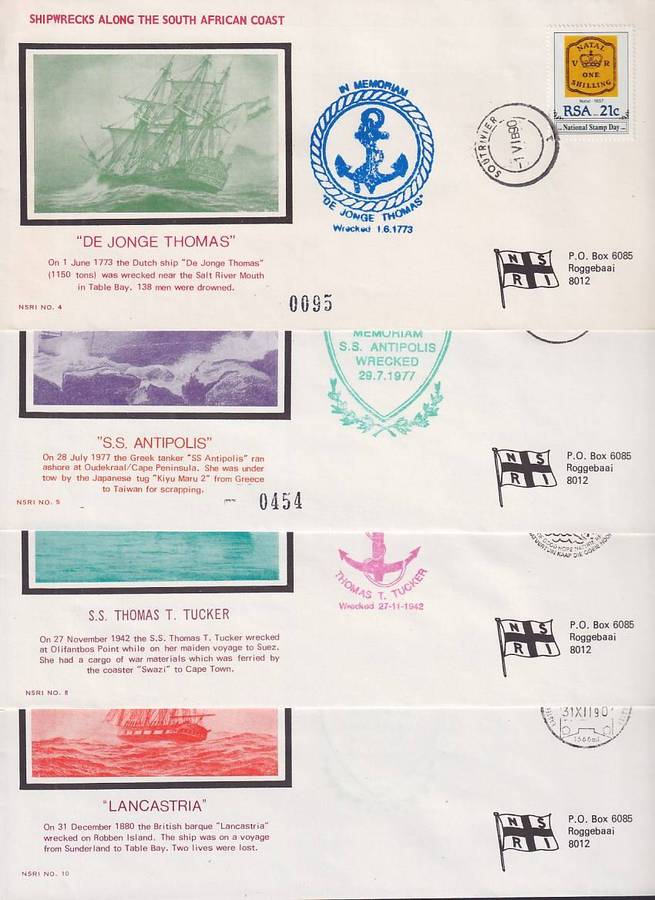 SHIPWRECKS ALONG THE SOUTH AFRICAN COAST
NATAL
V R
ONE
SHILLING
Natal · 1857
RSA 21c
National Stamp Day
IN MEMORIAM
"DE JONGE THOMAS"
Wrecked 1.6.1773
SOUTRIVIER
"DE JONGE THOMAS"
On 1 June 1773 the Dutch ship "De Jonge Thomas"
(1150 tons) was wrecked near the Salt River Mouth
in Table Bay. 138 men were drowned.
NSRI NO. 4
0095
N S
R I
P.O. Box 6085
Roggebaai
8012
MEMORIAM
S.S. ANTIPOLIS
WRECKED
29.7.1977
"S.S. ANTIPOLIS"
On 28 July 1977 the Greek tanker "SS Antipolis" ran
ashore at Oudekraal/Cape Peninsula. She was under
tow by the Japanese tug "Kiyu Maru 2" from Greece
to Taiwan for scrapping.
NSRI NO. 5
0454
N S
R I
P.O. Box 6085
Roggebaai
8012
THOMAS T. TUCKER
Wrecked 27-11-1942
S.S. THOMAS T. TUCKER
On 27 November 1942 the S.S. Thomas T. Tucker wrecked
at Olifantbos Point while on her maiden voyage to Suez.
She had a cargo of war materials which was ferried by
the coaster "Swazi" to Cape Town.
NSRI NO. 8
N S
R I
P.O. Box 6085
Roggebaai
8012
31XII90
"LANCASTRIA"
On 31 December 1880 the British barque "Lancastria"
wrecked on Robben Island. The ship was on a voyage
from Sunderland to Table Bay. Two lives were lost.
NSRI NO. 10
N S
R I
P.O. Box 6085
Roggebaai
8012